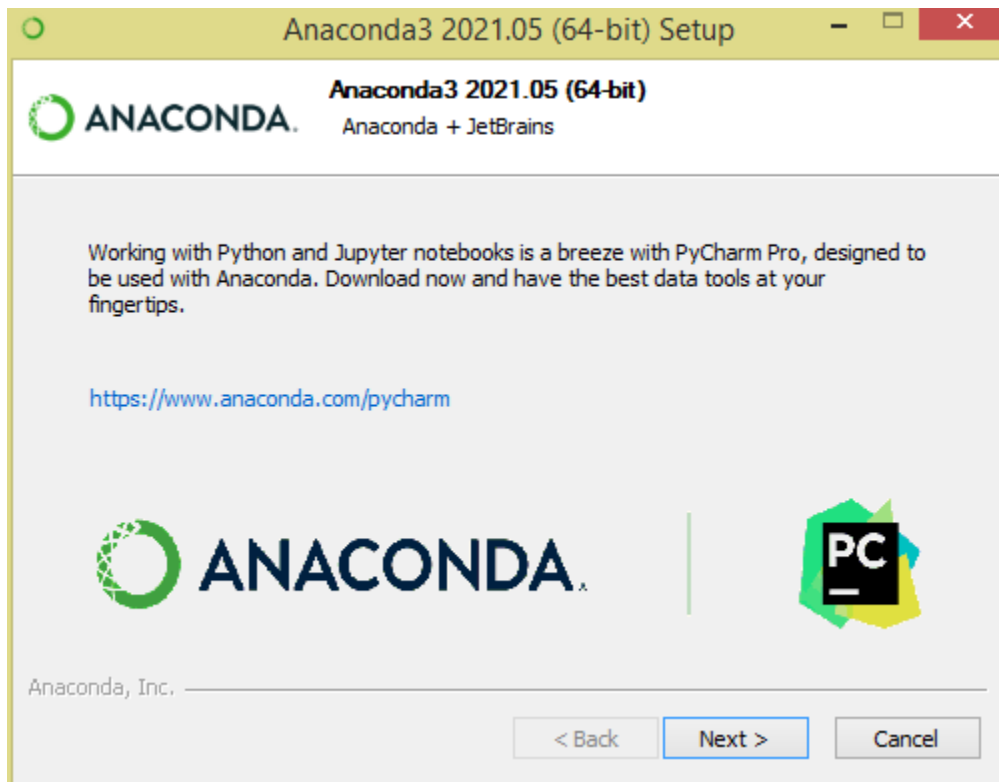 Anaconda3 2021.05 (64-bit) Setup
ANACONDA.
Anaconda3 2021.05 (64-bit)
Anaconda + JetBrains
Working with Python and Jupyter notebooks is a breeze with PyCharm Pro, designed to
be used with Anaconda. Download now and have the best data tools at your
fingertips.
https://www.anaconda.com/pycharm
ANACONDA.
PC
Anaconda, Inc.
< Back
Next >
Cancel